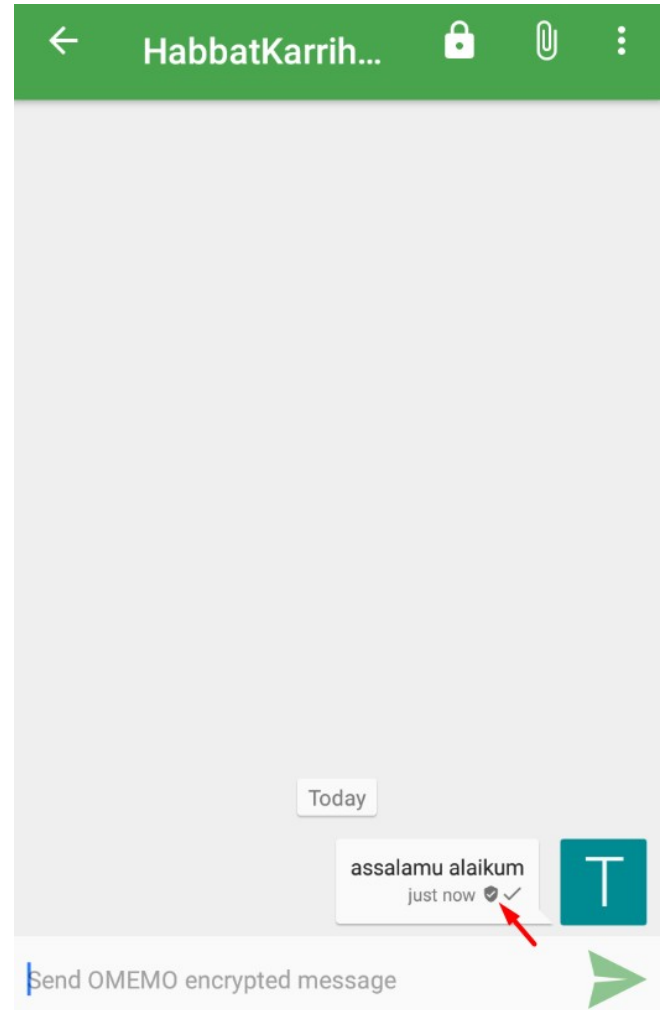 HabbatKarrih...
Today
assalamu alaikum
just now
T
Send OMEMO encrypted message